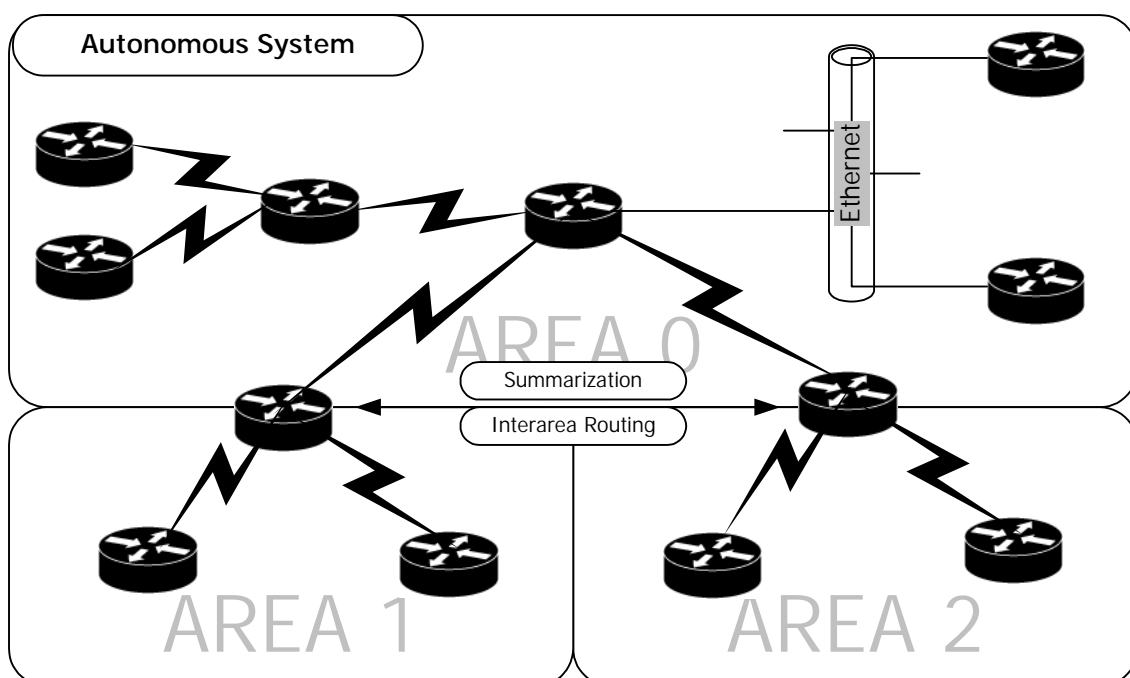 Autonomous System
Ethernet
AREA 0
Summarization
Interarea Routing
AREA 1
AREA 2